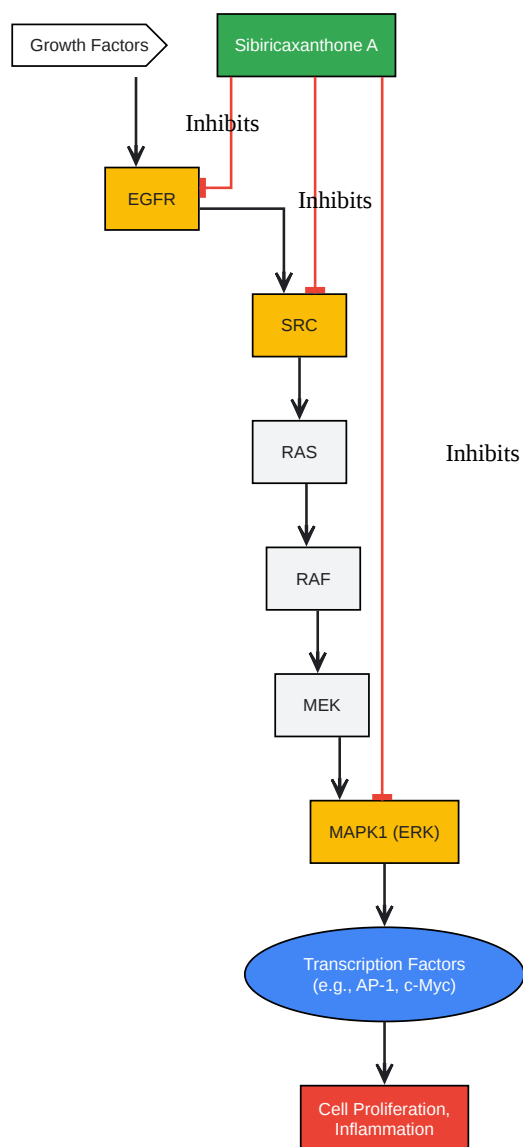 Growth Factors
Sibiricaxanthone A
Inhibits
EGFR
Inhibits
SRC
RAS
Inhibits
RAF
MEK
MAPK1 (ERK)
Transcription Factors
(e.g., AP-1, c-Myc)
Cell Proliferation,
Inflammation